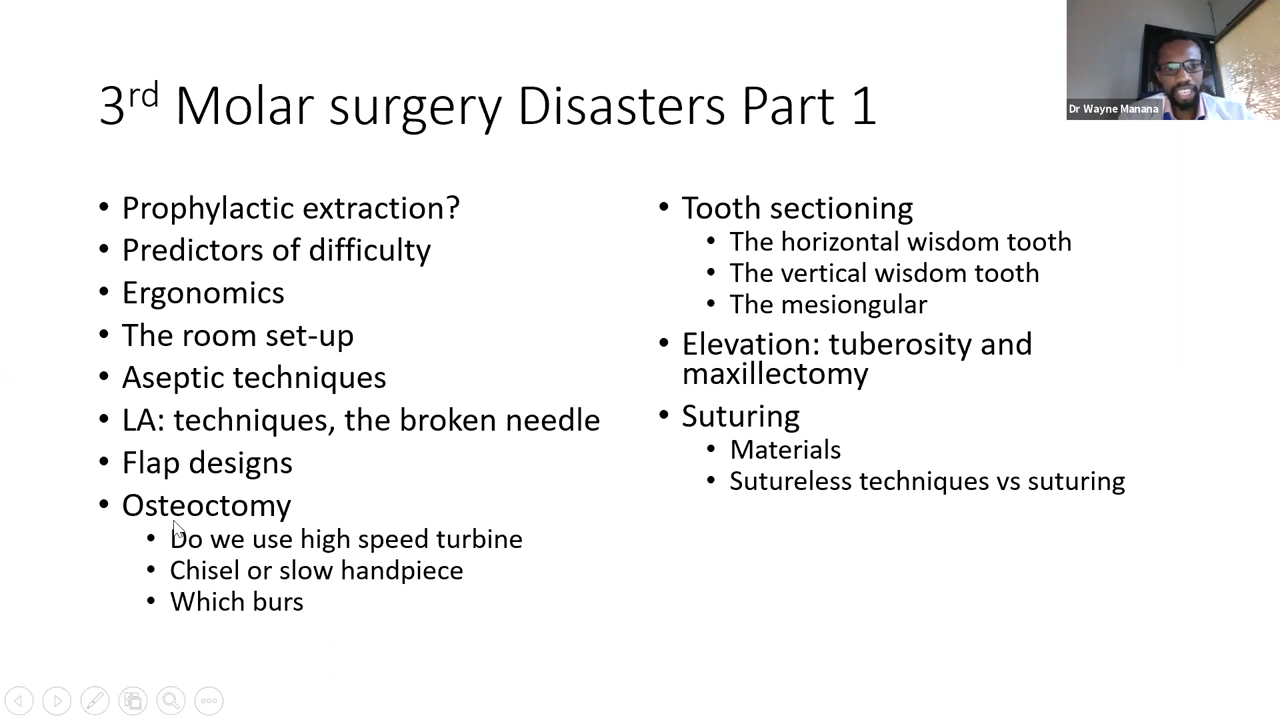 3rd Molar surgery Disasters Part 1
Dr Wayne Manana
• Prophylactic extraction?
• Predictors of difficulty
• Ergonomics
• The room set-up
• Aseptic techniques
• LA: techniques, the broken needle
• Flap designs
• Osteoctomy
• Do we use high speed turbine
• Chisel or slow handpiece
• Which burs
• Tooth sectioning
• The horizontal wisdom tooth
• The vertical wisdom tooth
• The mesiongular
• Elevation: tuberosity and
maxillectomy
• Suturing
• Materials
• Sutureless techniques vs suturing